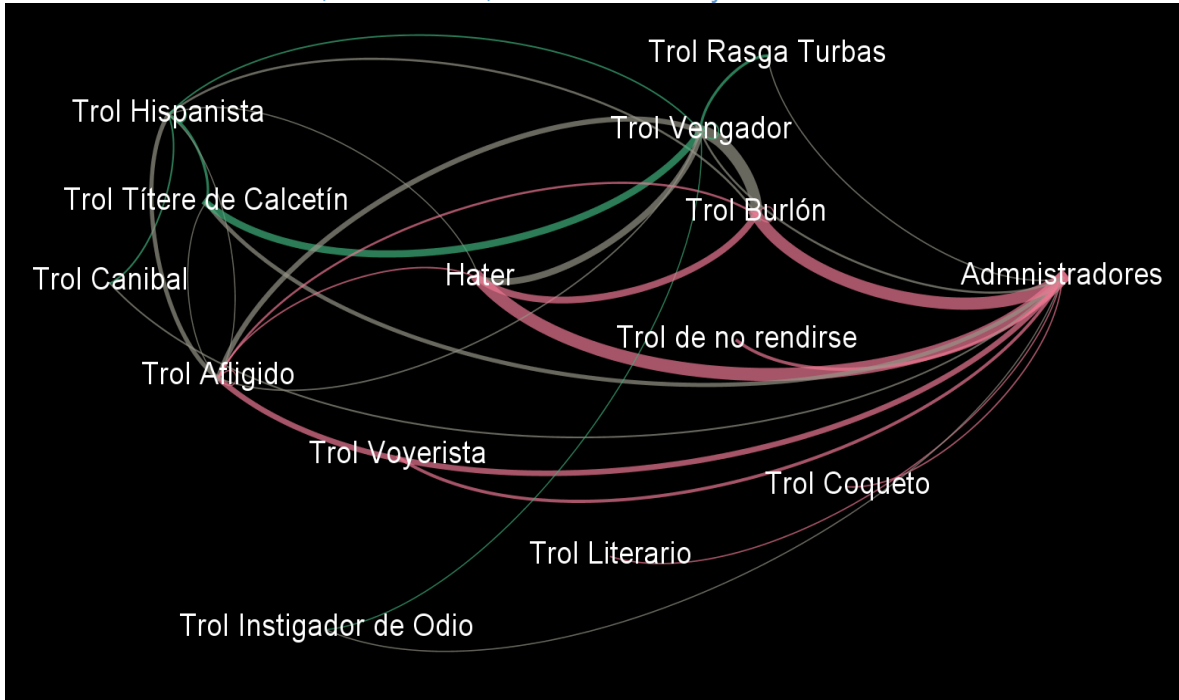 Trol Rasga Turbas
Trol Hispanista
Trol Vengador
Trol Títere de Calcetín
Trol Burlón
Trol Canibal
Hater
Admnistradores
Trol de no rendirse
Trol Afligido
Trol Voyerista
Trol Coqueto
Trol Literario
Trol Instigador de Odio